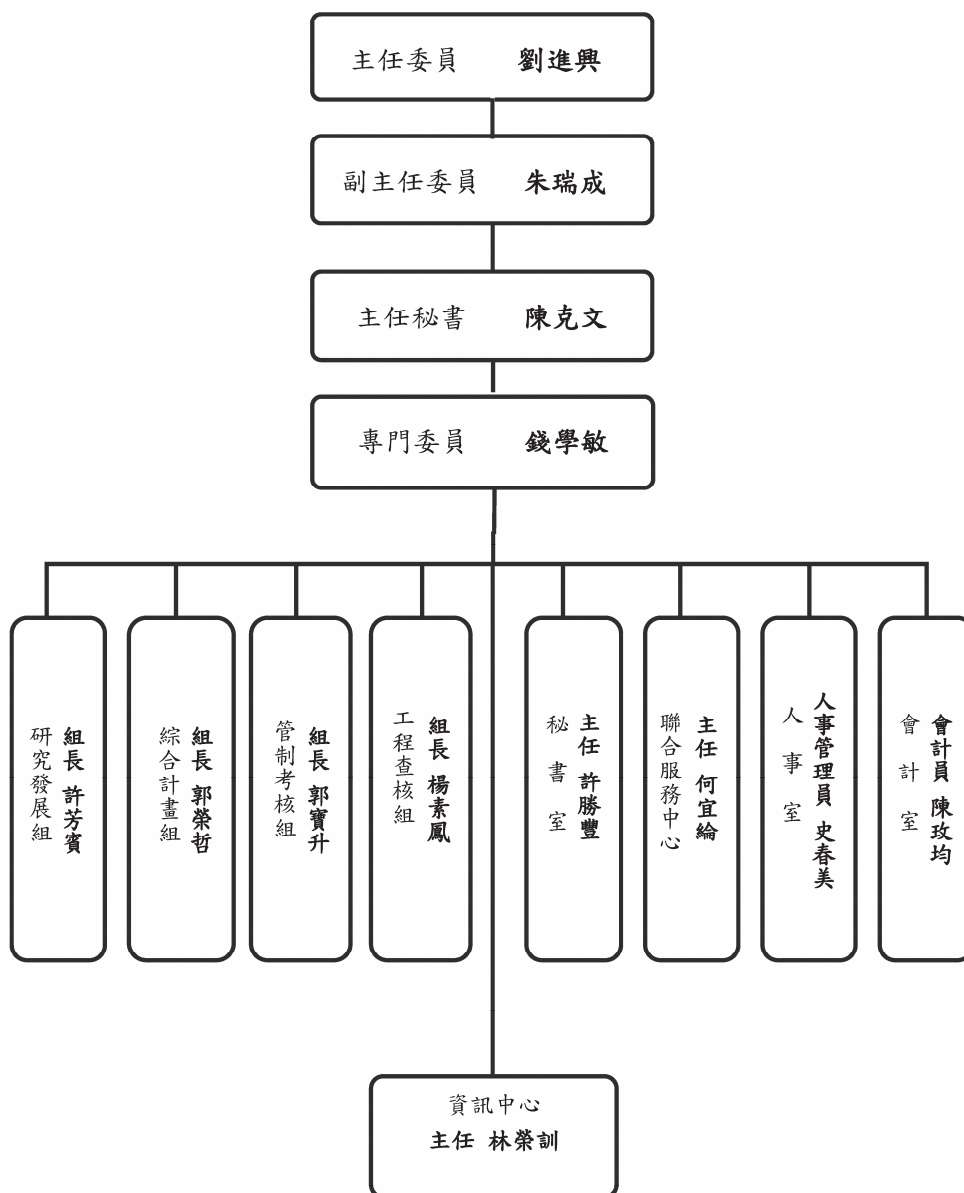 主任委員 劉進興
副主任委員 朱瑞成
主任秘書 陳克文
專門委員 錢學敏
組長 許芳賓
研究發展組
組長 郭榮哲
綜合計畫組
組長 郭寶升
管制考核組
組長 楊素鳳
工程查核組
主任 許勝豐
秘書室
主任 何宜綸
聯合服務中心
人事管理員 史春美
人事室
會計員 陳玫均
會計室
資訊中心
主任 林榮訓